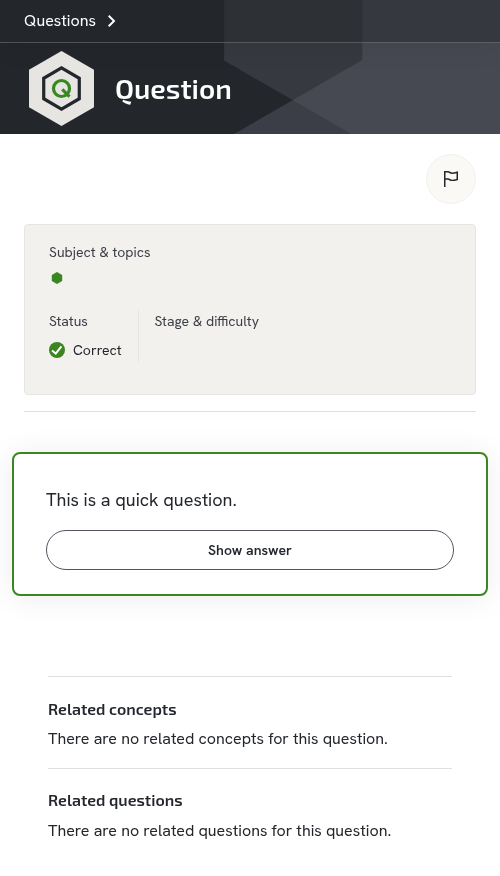 Questions
Question
Subject & topics
Status
Stage & difficulty
Correct
This is a quick question.
Show answer
Related concepts
There are no related concepts for this question.
Related questions
There are no related questions for this question.